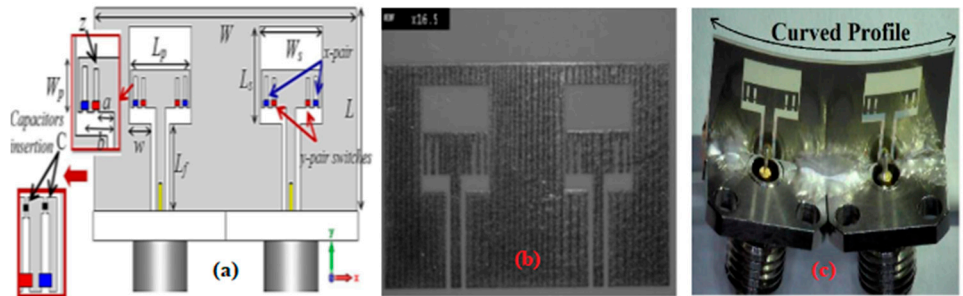 z
W
Lp
Ws
x-pair
Wp
Ls
L
a
b
Capacitors
insertion C
w
Lf
y-pair switches
y
x
(a)
x16.5
(b)
Curved Profile
(c)